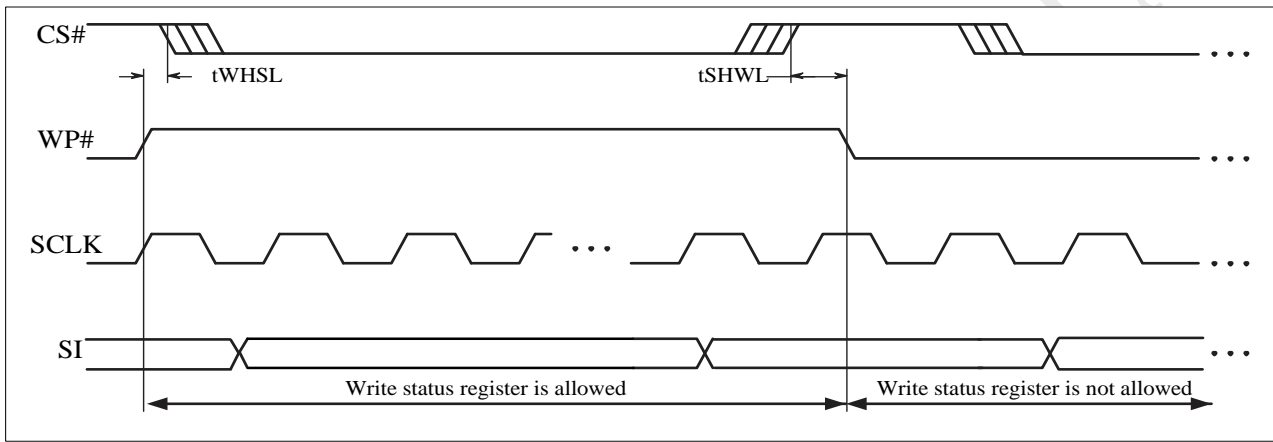 CS#
tWHSL
tSHWL
WP#
SCLK
SI
Write status register is allowed
Write status register is not allowed